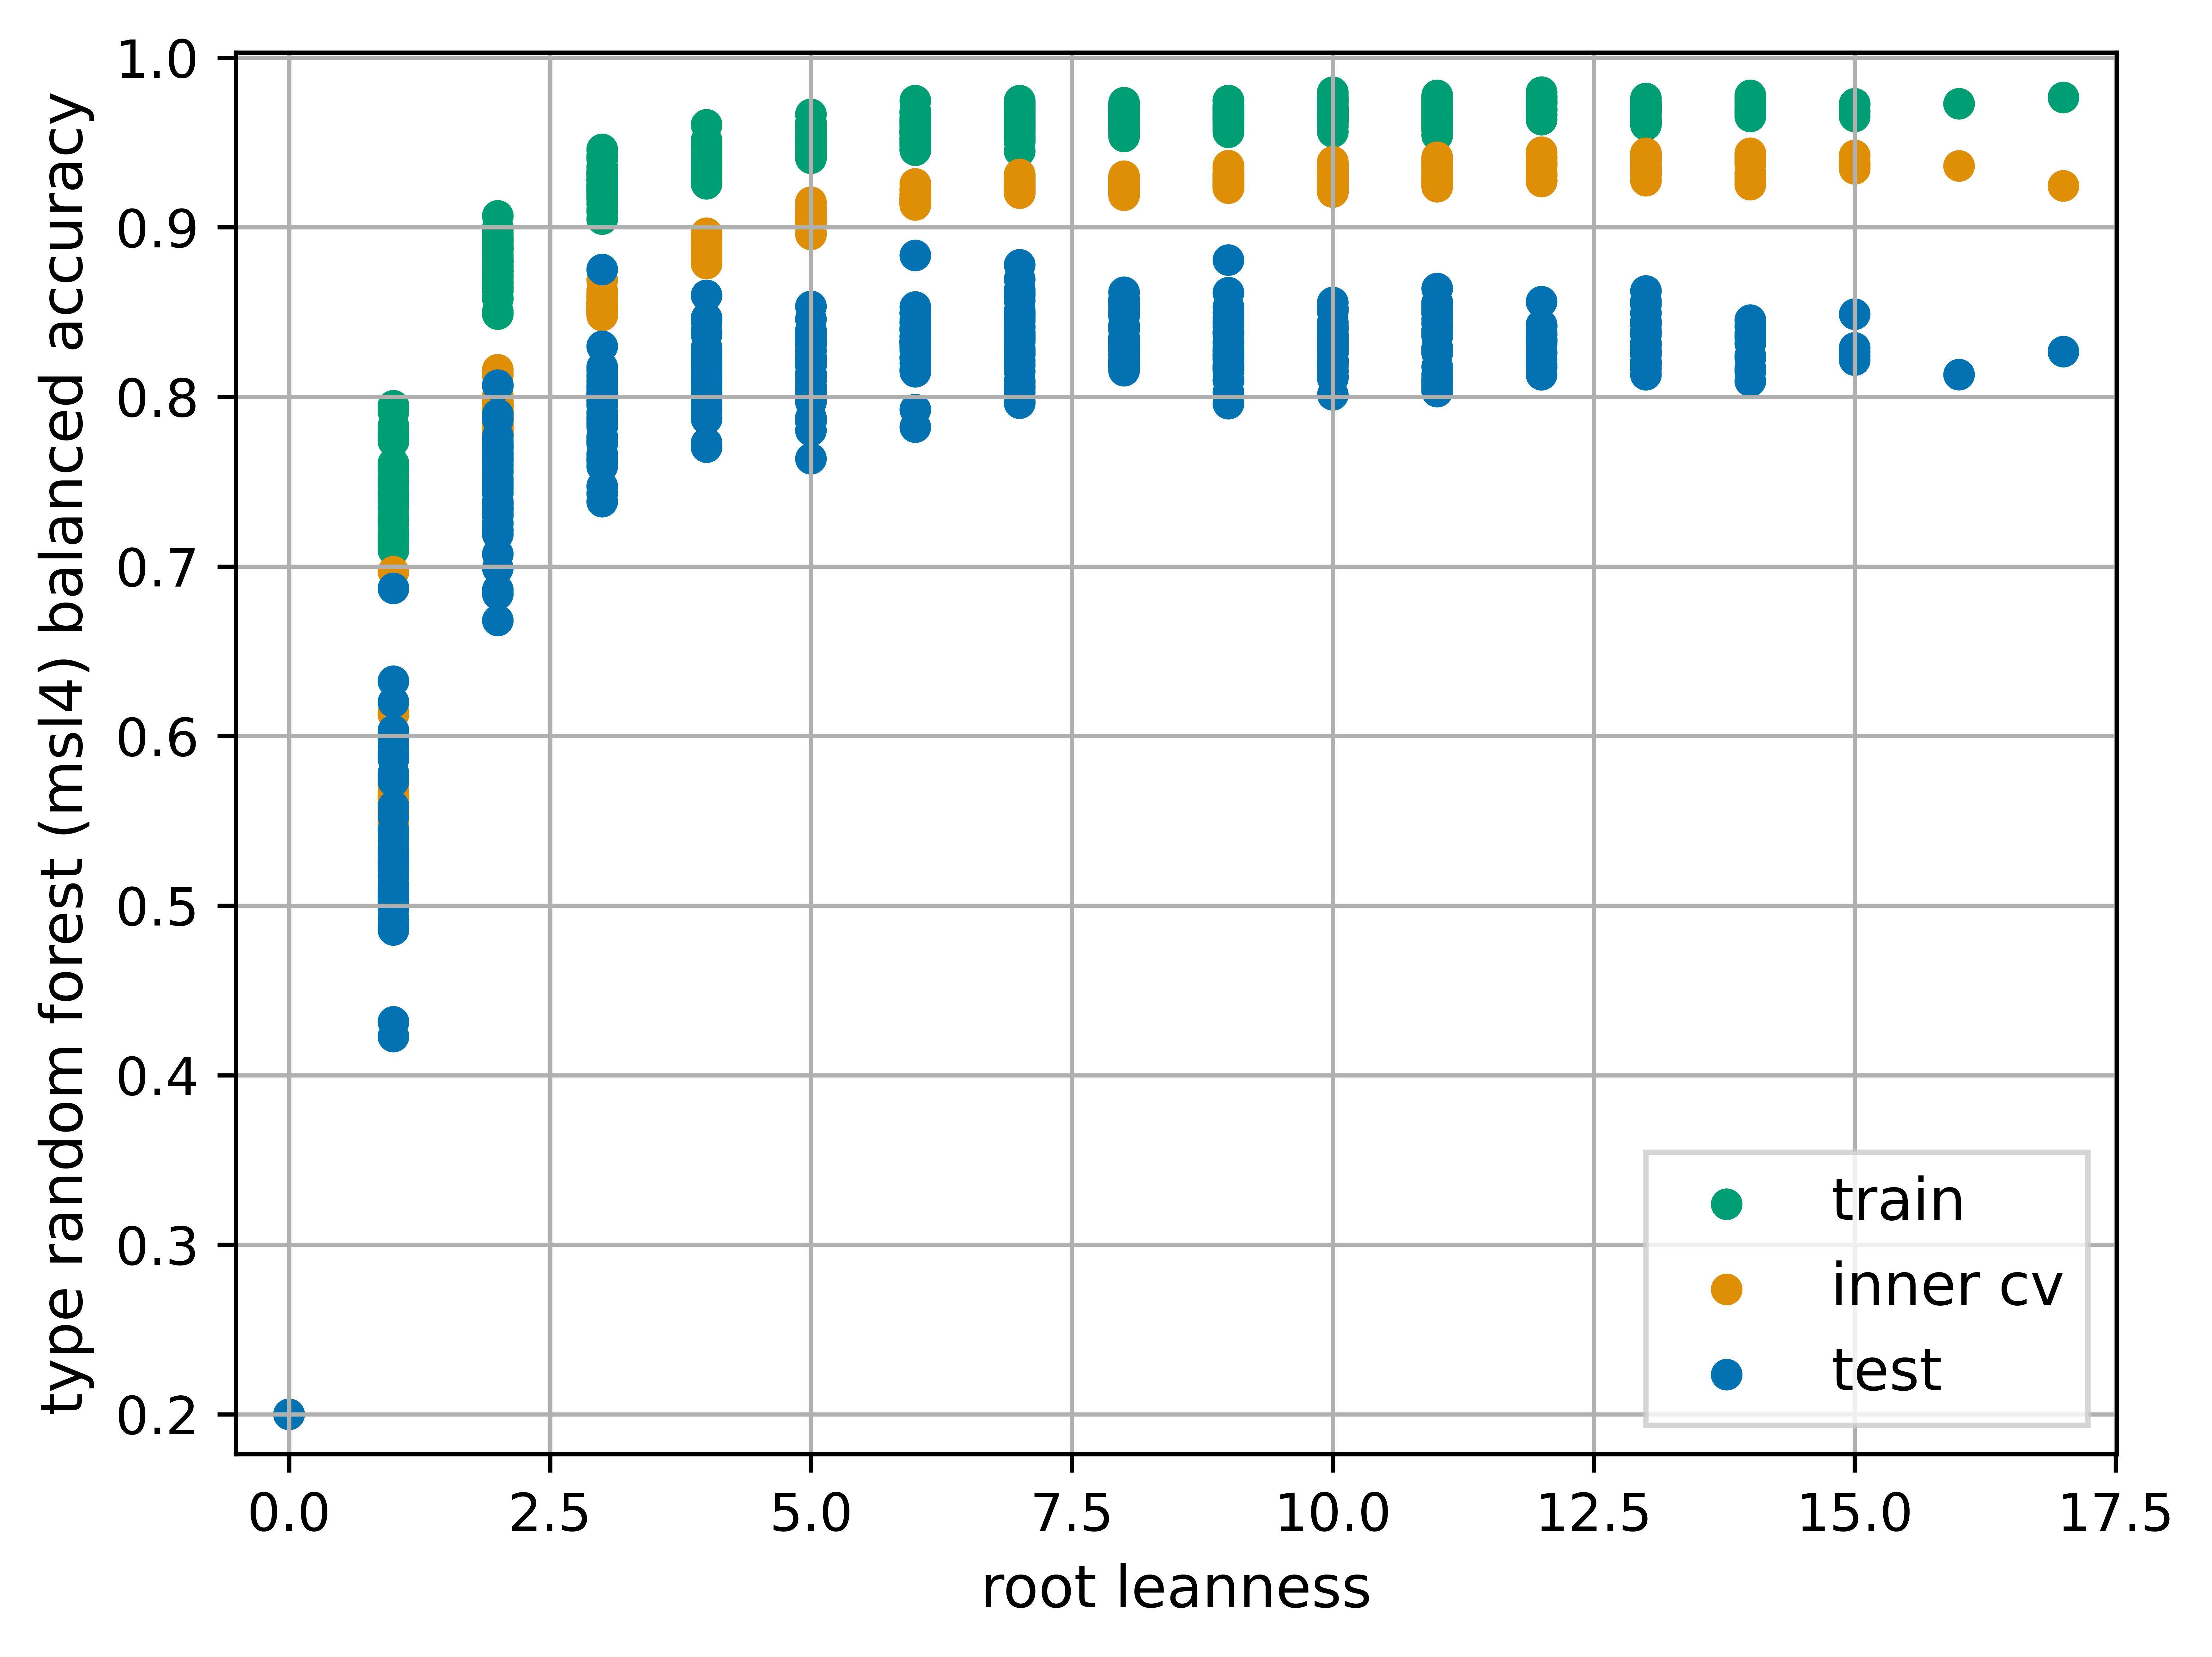 type random forest (msl4) balanced accuracy
1.0
0.9
0.8
0.7
0.6
0.5
0.4
0.3
0.2
train
inner cv
test
0.0 2.5 5.0 7.5 10.0 12.5 15.0 17.5
root leanness